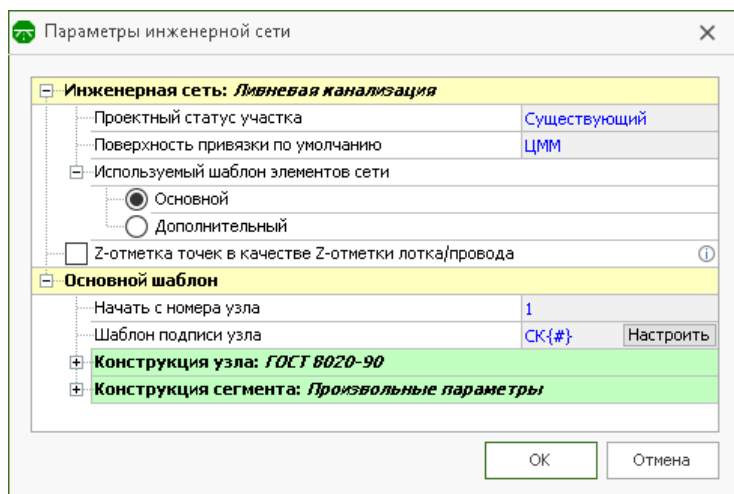 Параметры инженерной сети
Инженерная сеть: Ливневая канализация
Проектный статус участка Существующий
Поверхность привязки по умолчанию ЦММ
Используемый шаблон элементов сети
Основной
Дополнительный
Z-отметка точек в качестве Z-отметки лотка/провода
Основной шаблон
Начать с номера узла 1
Шаблон подписи узла СК{#} Настроить
Конструкция узла: ГОСТ 8020-90
Конструкция сегмента: Произвольные параметры
ОК Отмена